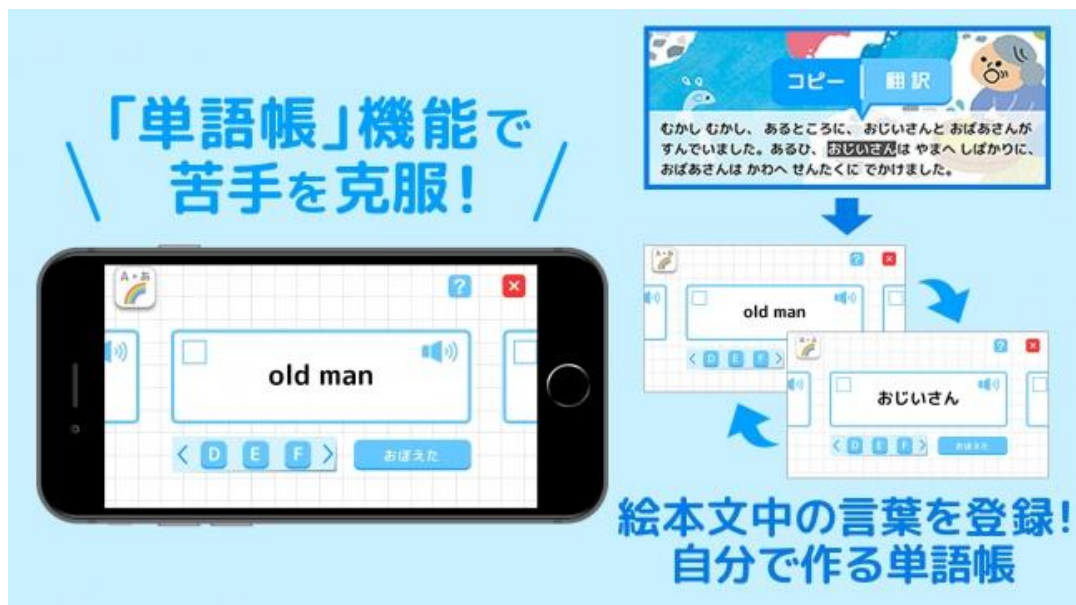 「単語帳」機能で
苦手を克服!
A・あ
?
×
old man
< D E F >
おぼえた
コピー
翻訳
むかし むかし、 あるところに、 おじいさんと おばあさんが
すんでいました。 あるひ、 おじいさんは やまへ しばかりに、
おばあさんは かわへ せんたくに でかけました。
A・あ
?
×
old man
< D E F >
A・あ
?
×
おじいさん
< D E F >
おぼえた
絵本文中の言葉を登録!
自分で作る単語帳